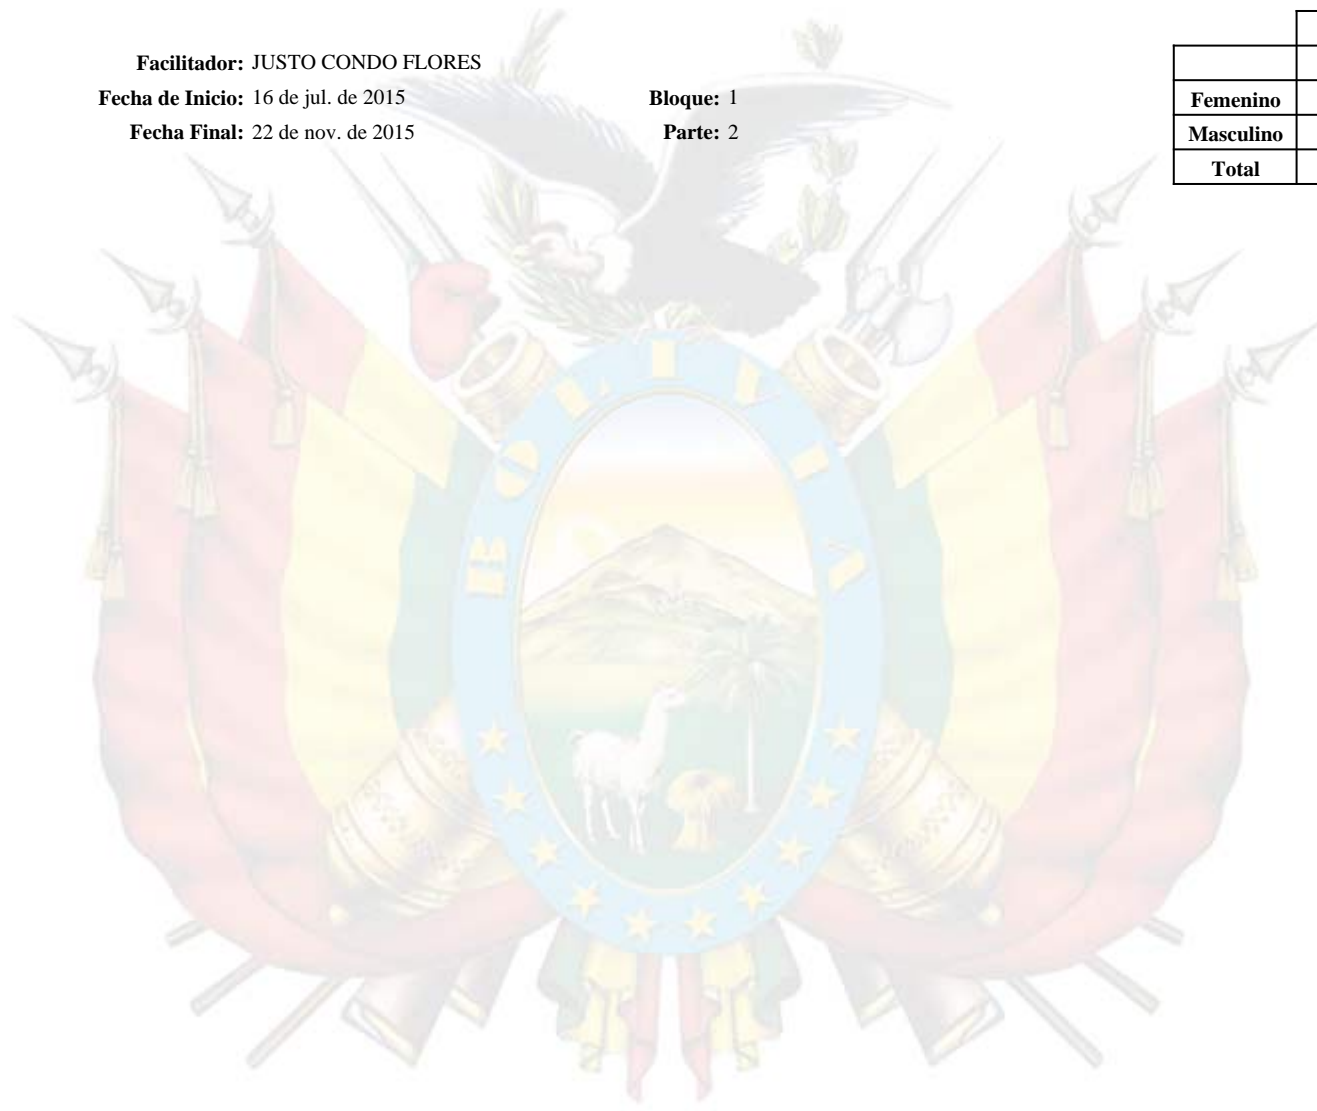 Facilitador: JUSTO CONDO FLORES
Fecha de Inicio: 16 de jul. de 2015 Bloque: 1
Femenino
Fecha Final: 22 de nov. de 2015 Parte: 2
Masculino
Total
BOLIVIA